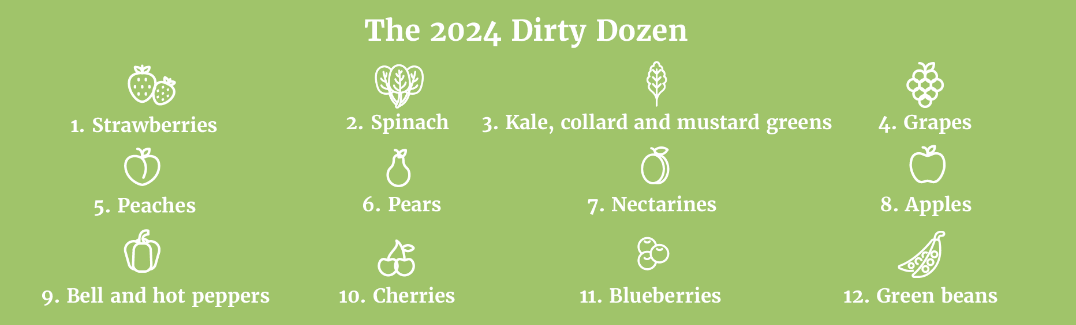 The 2024 Dirty Dozen
1. Strawberries
2. Spinach
3. Kale, collard and mustard greens
4. Grapes
5. Peaches
6. Pears
7. Nectarines
8. Apples
9. Bell and hot peppers
10. Cherries
11. Blueberries
12. Green beans